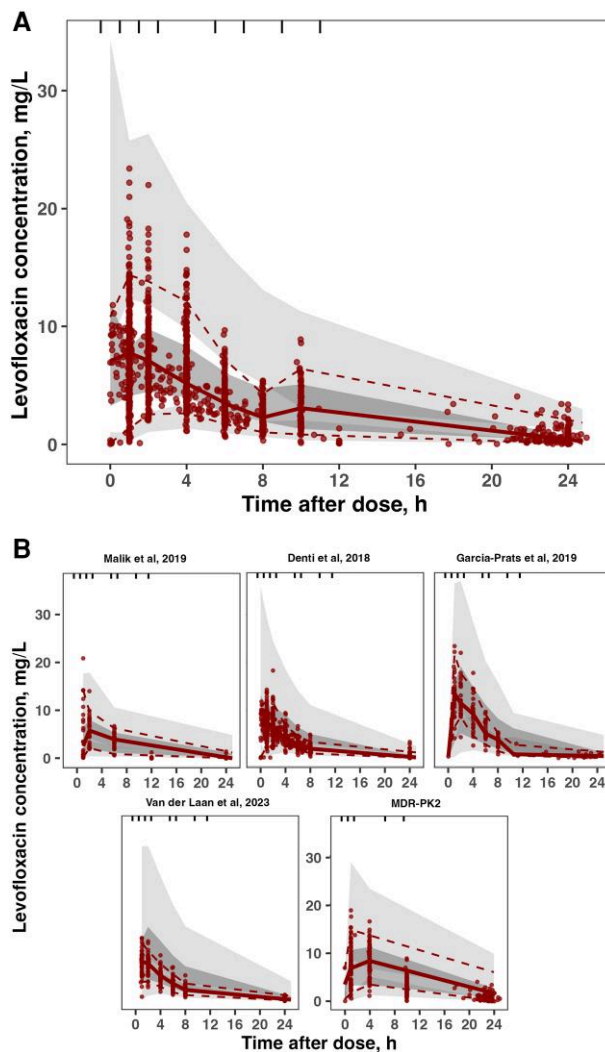 A
Levofloxacin concentration, mg/L
30
20
10
0
0 4 8 12 16 20 24
Time after dose, h
B
Malik et al, 2019 Denti et al, 2018 Garcia-Prats et al, 2019
Levofloxacin concentration, mg/L
30
20
10
0
0 4 8 12 16 20 24 0 4 8 12 16 20 24 0 4 8 12 16 20 24
Van der Laan et al, 2023 MDR-PK2
30
20
10
0
0 4 8 12 16 20 24 0 4 8 12 16 20 24
Time after dose, h